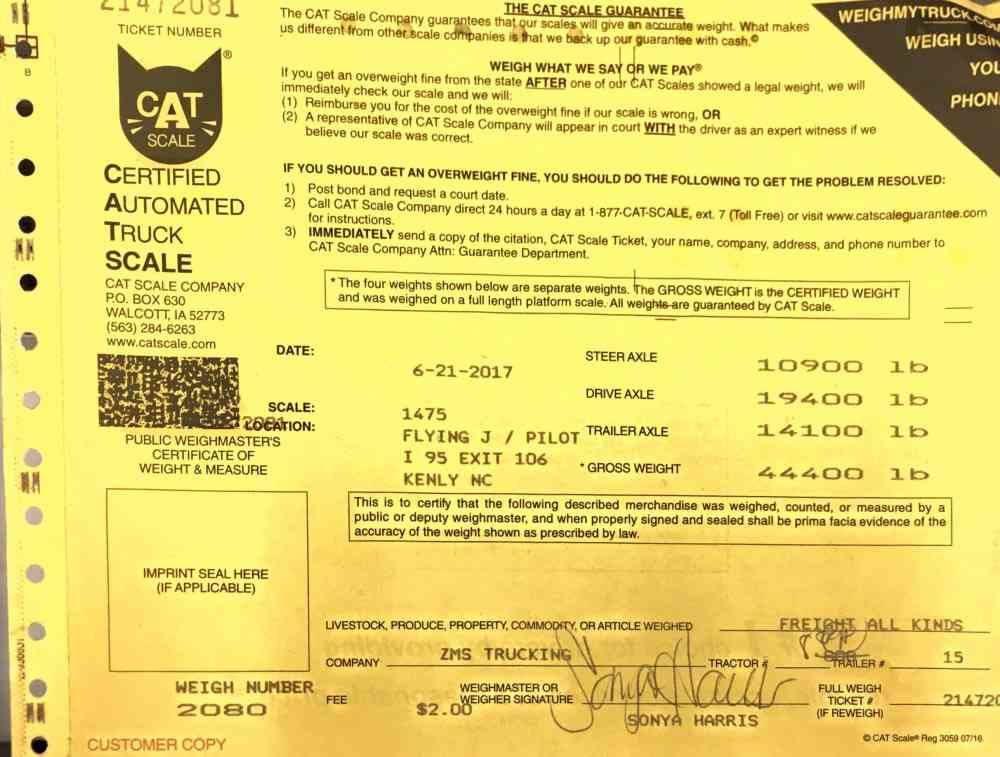 21472081
TICKET NUMBER
CAT
SCALE
®
CERTIFIED
AUTOMATED
TRUCK
SCALE
CAT SCALE COMPANY
P.O. BOX 630
WALCOTT, IA 52773
(563) 284-6263
www.catscale.com
THE CAT SCALE GUARANTEE
The CAT Scale Company guarantees that our scales will give an accurate weight. What makes
us different from other scale companies is that we back up our guarantee with cash.©
WEIGH WHAT WE SAY OR WE PAY®
If you get an overweight fine from the state AFTER one of our CAT Scales showed a legal weight, we will
immediately check our scale and we will:
(1) Reimburse you for the cost of the overweight fine if our scale is wrong, OR
(2) A representative of CAT Scale Company will appear in court WITH the driver as an expert witness if we
believe our scale was correct.
IF YOU SHOULD GET AN OVERWEIGHT FINE, YOU SHOULD DO THE FOLLOWING TO GET THE PROBLEM RESOLVED:
1) Post bond and request a court date.
2) Call CAT Scale Company direct 24 hours a day at 1-877-CAT-SCALE, ext. 7 (Toll Free) or visit www.catscaleguarantee.com
for instructions.
3) IMMEDIATELY send a copy of the citation, CAT Scale Ticket, your name, company, address, and phone number to
CAT Scale Company Attn: Guarantee Department.
WEIGHMYTRUCK.CO
WEIGH USIN
YOU
PHON
* The four weights shown below are separate weights. The GROSS WEIGHT is the CERTIFIED WEIGHT
and was weighed on a full length platform scale. All weights are guaranteed by CAT Scale.
DATE: 6-21-2017
SCALE: 1475
LOCATION: FLYING J / PILOT
I 95 EXIT 106
KENLY NC
STEER AXLE 10900 lb
DRIVE AXLE 19400 lb
TRAILER AXLE 14100 lb
* GROSS WEIGHT 44400 lb
PUBLIC WEIGHMASTER'S
CERTIFICATE OF
WEIGHT & MEASURE
This is to certify that the following described merchandise was weighed, counted, or measured by a
public or deputy weighmaster, and when properly signed and sealed shall be prima facia evidence of the
accuracy of the weight shown as prescribed by law.
IMPRINT SEAL HERE
(IF APPLICABLE)
LIVESTOCK, PRODUCE, PROPERTY, COMMODITY, OR ARTICLE WEIGHED FREIGHT ALL KINDS
COMPANY ZMS TRUCKING TRACTOR # TRAILER # 15
WEIGH NUMBER
2080
FEE $2.00
WEIGHMASTER OR
WEIGHER SIGNATURE
Sonya Harris
SONYA HARRIS
FULL WEIGH
TICKET # 214720
(IF REWEIGH)
CUSTOMER COPY
© CAT Scale® Reg 3059 07/16